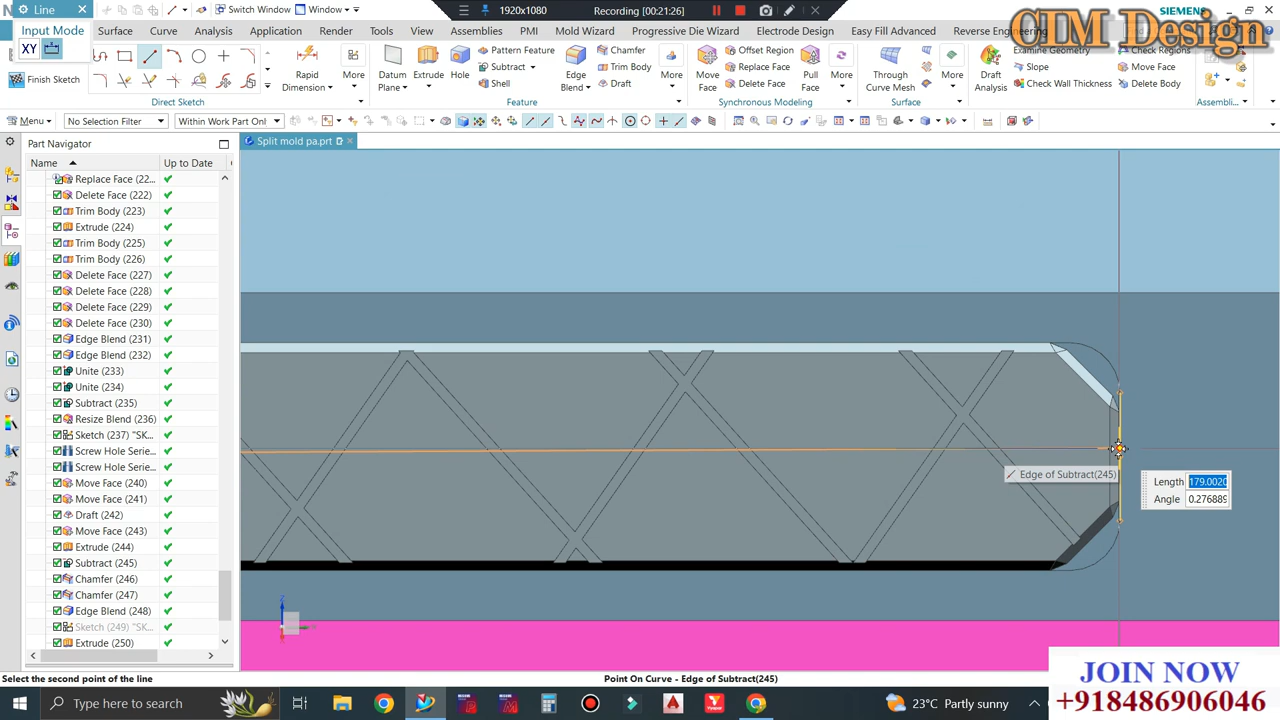 Line
Switch Window
Window
1920x1080
Recording [00:21:26]
SIEMENS
CIM Design
Input Mode
XY
Surface
Curve
Analysis
Application
Render
Tools
View
Assemblies
PMI
Mold Wizard
Progressive Die Wizard
Electrode Design
Easy Fill Advanced
Reverse Engineering
Finish Sketch
Rapid Dimension
More
Datum Plane
Extrude
Hole
Pattern Feature
Subtract
Shell
Edge Blend
Chamfer
Trim Body
Draft
More
Move Face
Offset Region
Replace Face
Delete Face
Pull Face
More
Through Curve Mesh
More
Draft Analysis
Examine Geometry
Slope
Check Wall Thickness
Check Regions
Move Face
Delete Body
Direct Sketch
Feature
Synchronous Modeling
Surface
Assembli...
Menu
No Selection Filter
Within Work Part Onl
Part Navigator
Split mold pa.prt
Name
Up to Date
Replace Face (22...
Delete Face (222)
Trim Body (223)
Extrude (224)
Trim Body (225)
Trim Body (226)
Delete Face (227)
Delete Face (228)
Delete Face (229)
Delete Face (230)
Edge Blend (231)
Edge Blend (232)
Unite (233)
Unite (234)
Subtract (235)
Resize Blend (236)
Sketch (237) "SK...
Screw Hole Serie...
Screw Hole Serie...
Move Face (240)
Move Face (241)
Draft (242)
Move Face (243)
Extrude (244)
Subtract (245)
Chamfer (246)
Chamfer (247)
Edge Blend (248)
Sketch (249) "SK...
Extrude (250)
Edge of Subtract(245)
Length
179.0020
Angle
0.276889
Z
Select the second point of the line
Point On Curve - Edge of Subtract(245)
JOIN NOW
+918486906046
Type here to search
23°C Partly sunny